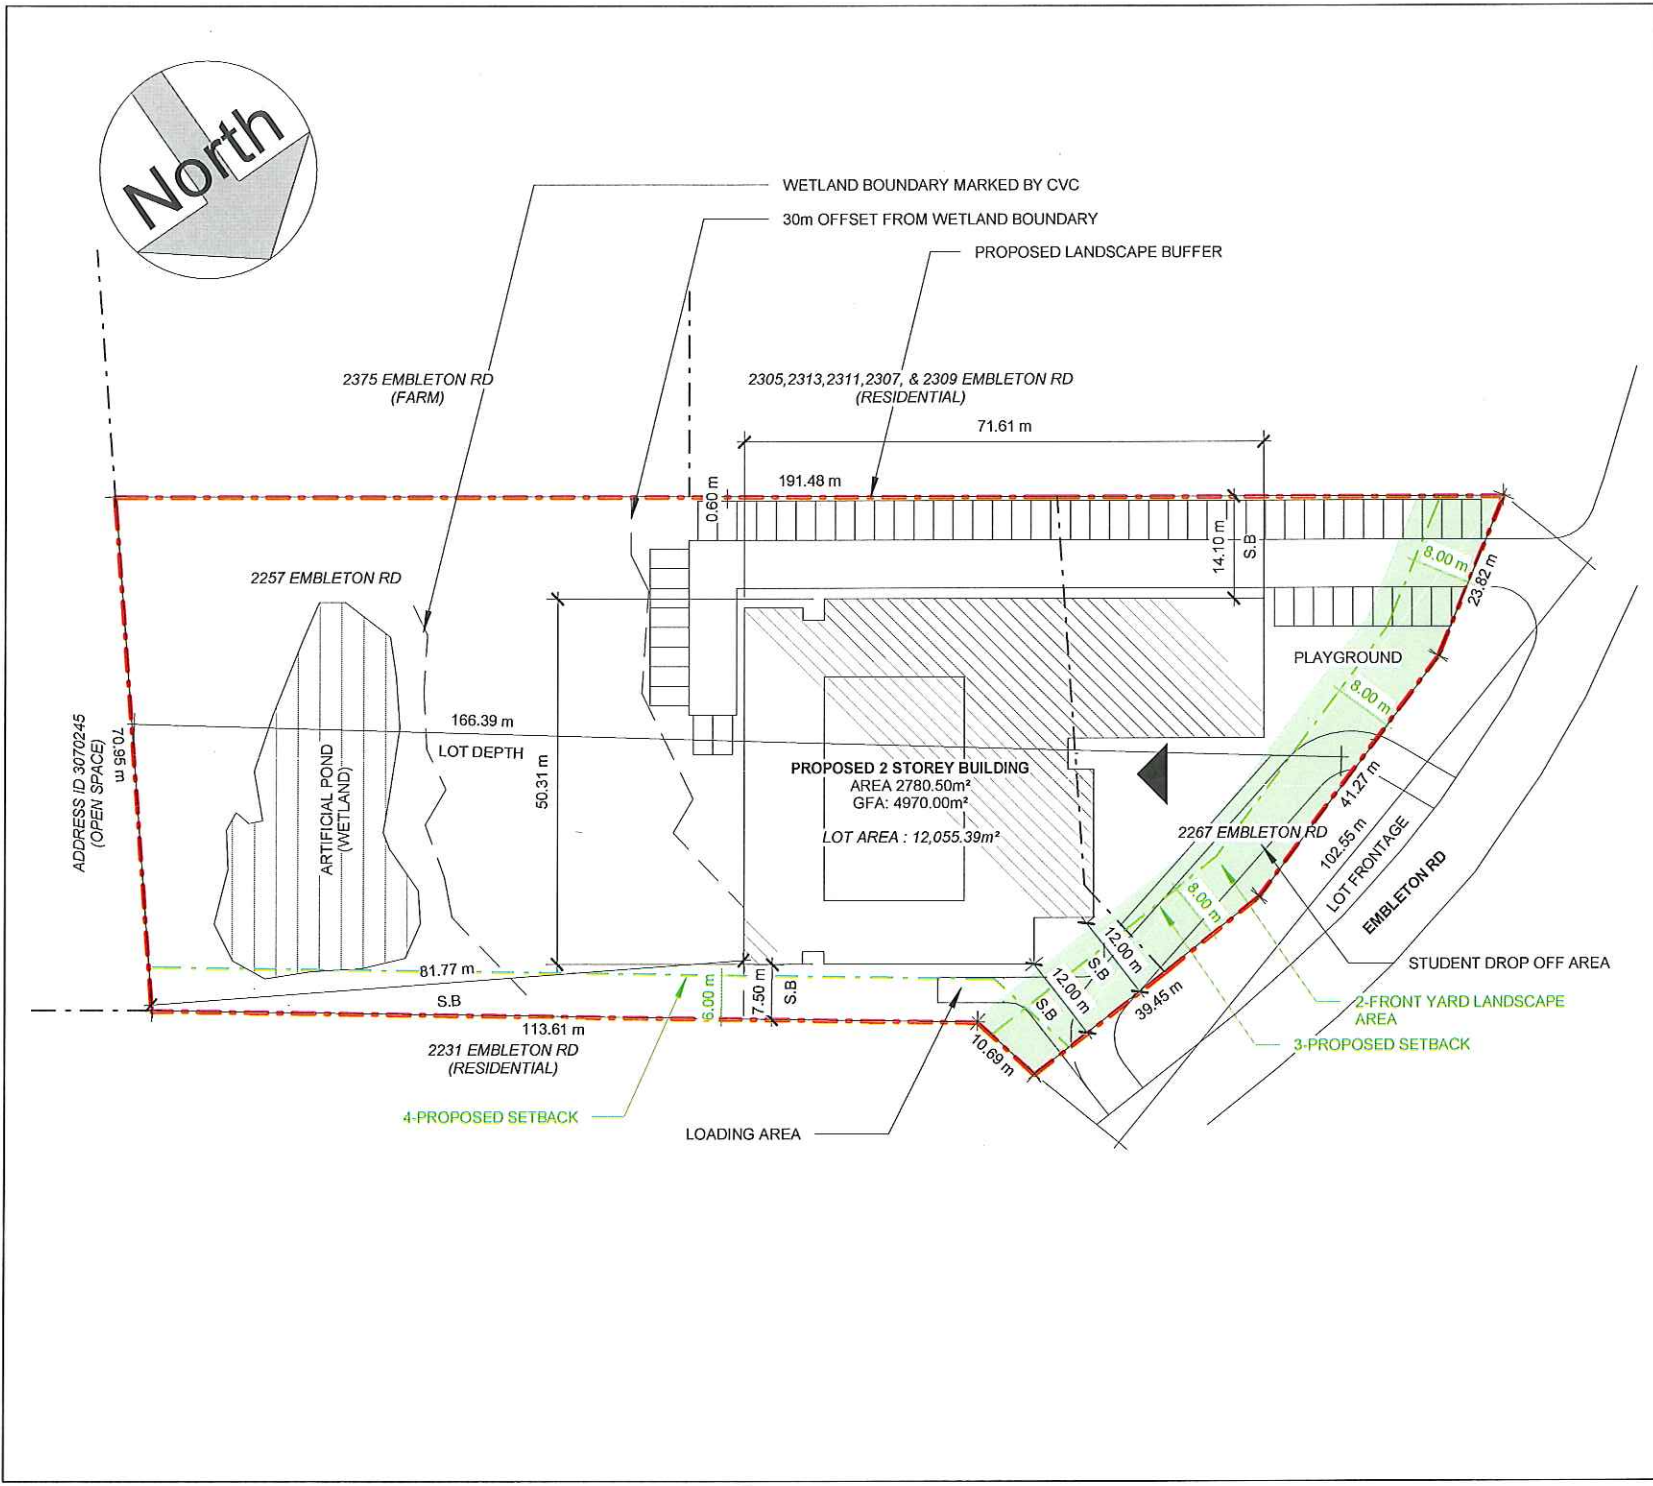 North
WETLAND BOUNDARY MARKED BY CVC
30m OFFSET FROM WETLAND BOUNDARY
PROPOSED LANDSCAPE BUFFER
2375 EMBLETON RD
(FARM)
2305,2313,2311,2307, & 2309 EMBLETON RD
(RESIDENTIAL)
71.61 m
191.48 m
0.60 m
14.10 m
S.B
8.00 m
23.82 m
2257 EMBLETON RD
PLAYGROUND
8.00 m
ADDRESS ID 3070245
(OPEN SPACE)
70.95 m
166.39 m
LOT DEPTH
ARTIFICIAL POND
(WETLAND)
50.31 m
PROPOSED 2 STOREY BUILDING
AREA 2780.50m²
GFA: 4970.00m²
LOT AREA : 12,055.39m²
41.27 m
2267 EMBLETON RD
102.55 m
LOT FRONTAGE
EMBLETON RD
8.00 m
12.00 m
S.B
12.00 m
S.B
39.45 m
STUDENT DROP OFF AREA
2-FRONT YARD LANDSCAPE
AREA
3-PROPOSED SETBACK
81.77 m
S.B
6.00 m
7.50 m
S.B
113.61 m
10.69 m
2231 EMBLETON RD
(RESIDENTIAL)
4-PROPOSED SETBACK
LOADING AREA